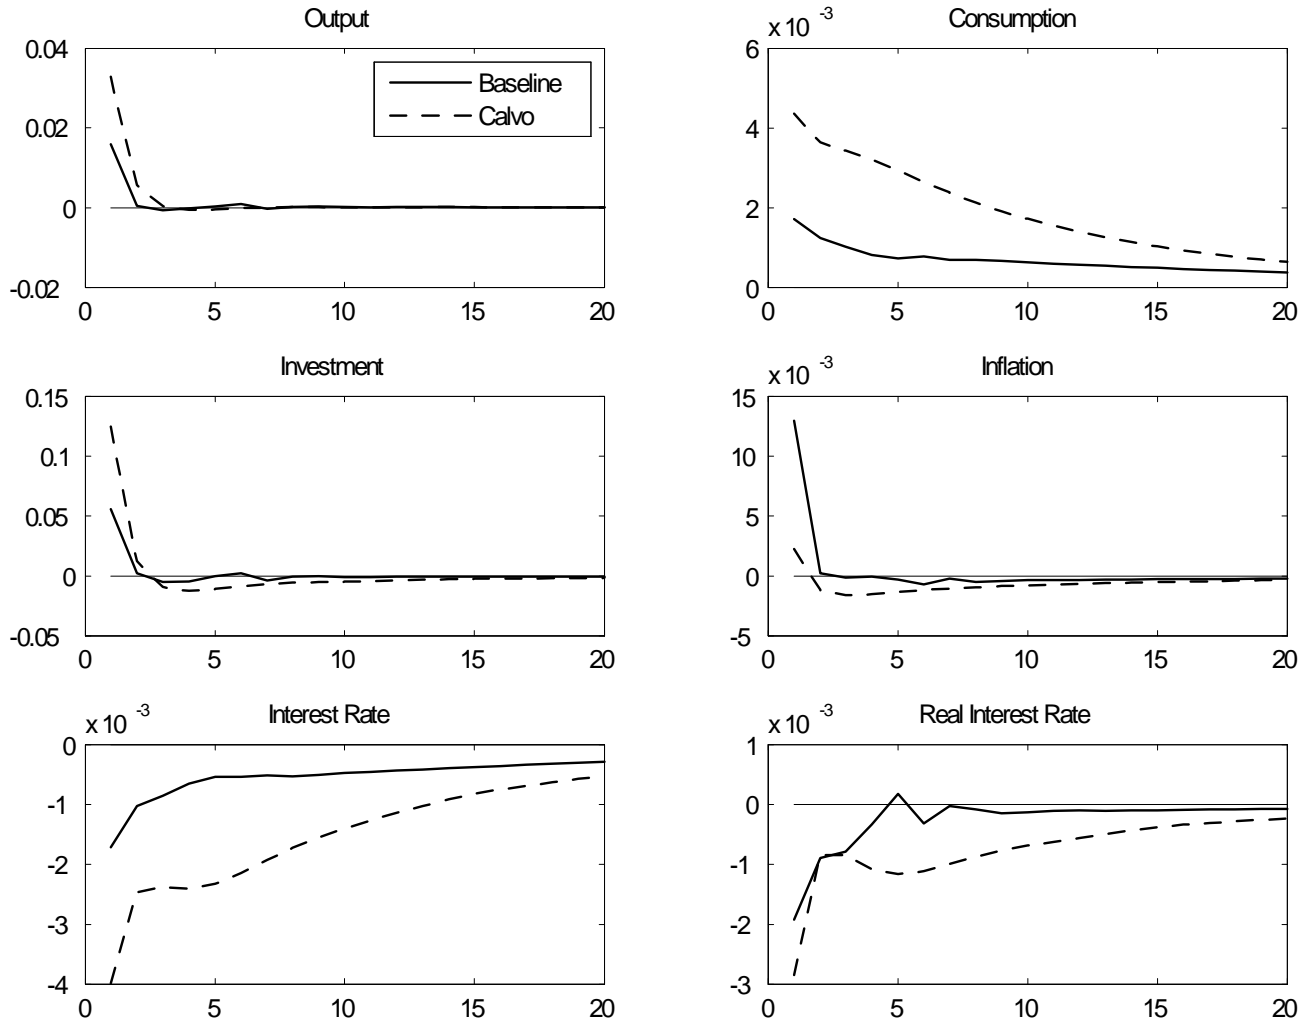 Output
0.04
0.02
0
-0.02
0 5 10 15 20
Baseline
Calvo
Consumption
x 10 -3
6
4
2
0
0 5 10 15 20
Investment
0.15
0.1
0.05
0
-0.05
0 5 10 15 20
Inflation
x 10 -3
15
10
5
0
-5
0 5 10 15 20
Interest Rate
x 10 -3
0
-1
-2
-3
-4
0 5 10 15 20
Real Interest Rate
x 10 -3
1
0
-1
-2
-3
0 5 10 15 20